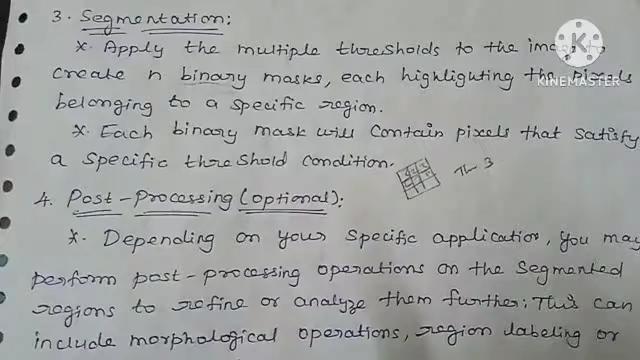 3. Segmentation:
* Apply the multiple thresholds to the image to
KINEMASTER
create n binary masks, each highlighting the pixels
belonging to a specific region.
* Each binary mask will contain pixels that satisfy
a specific threshold condition.
Th 3
4. Post-Processing (optional):
* Depending on your specific application, you may
perform post-processing operations on the segmented
regions to refine or analyze them further; This can
include morphological operations, region labeling or